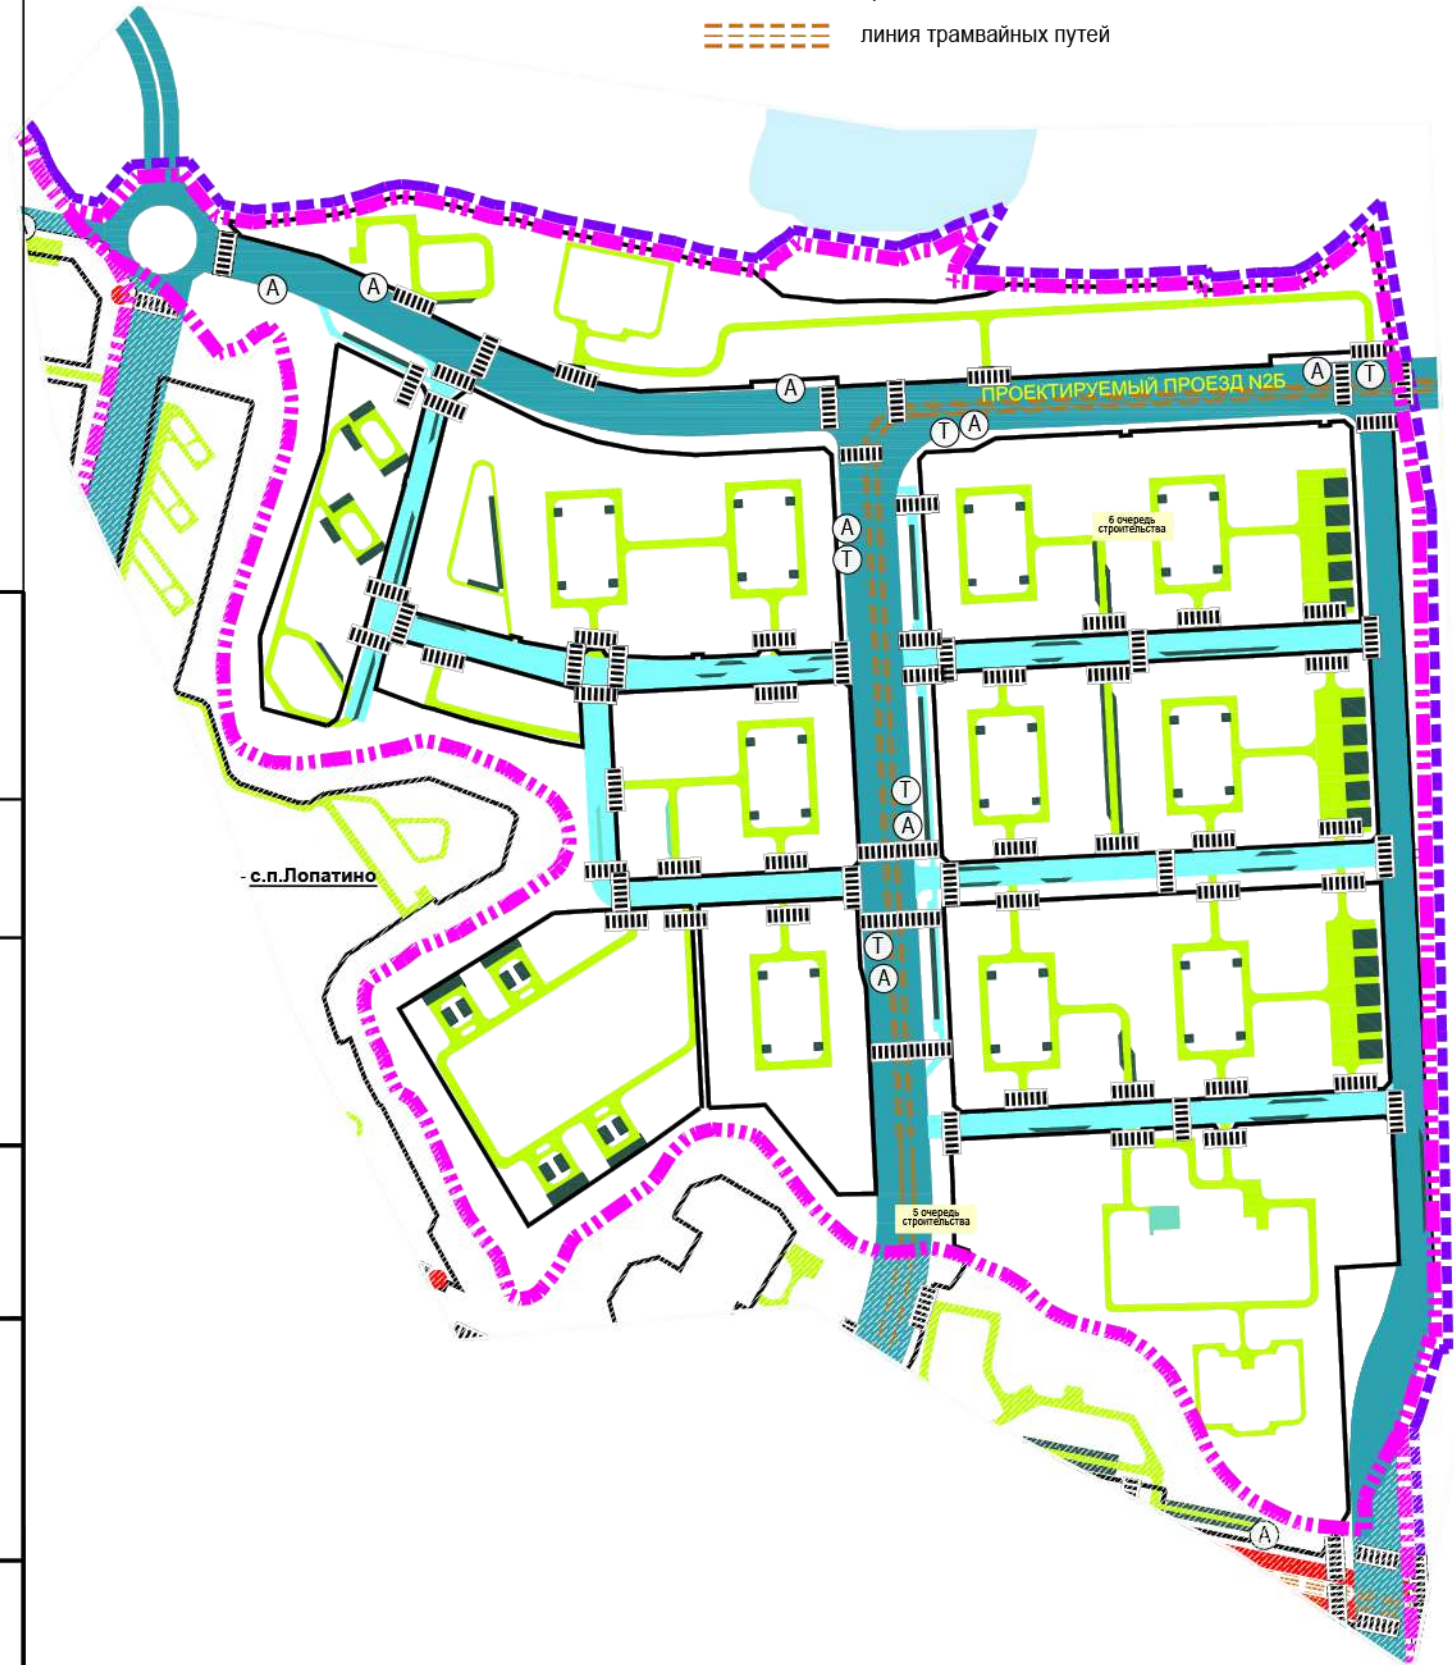 линия трамвайных путей
А
А
А
ПРОЕКТИРУЕМЫЙ ПРОЕЗД N2Б
А
Т
А
Т
А
А
Т
6 очередь
строительства
Т
А
- с.п.Лопатино
Т
А
5 очередь
строительства
А